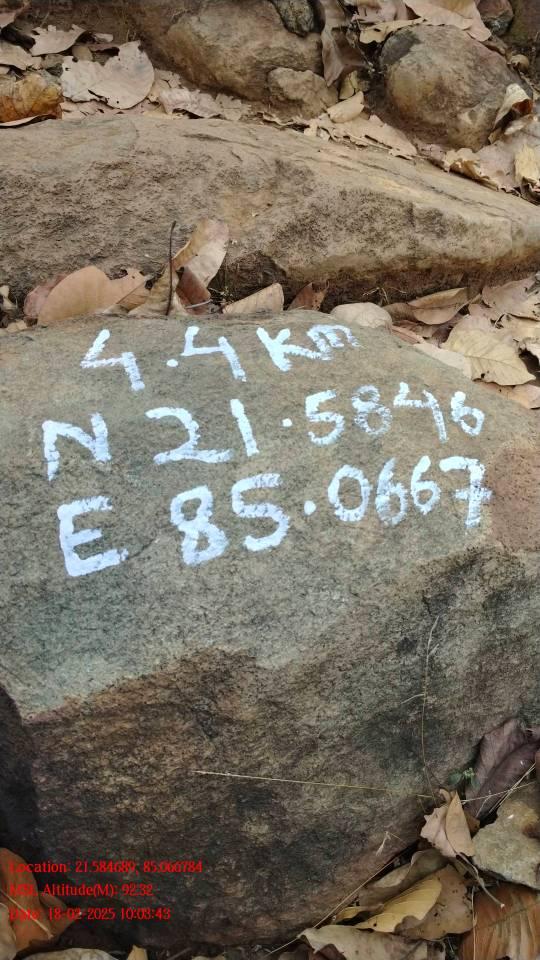 4.4 Km
N 21.5846
E 85.0667
Location: 21.584689, 85.066784
MSL Altitude(M): 92.32
Date: 18-02-2025 10:03:43